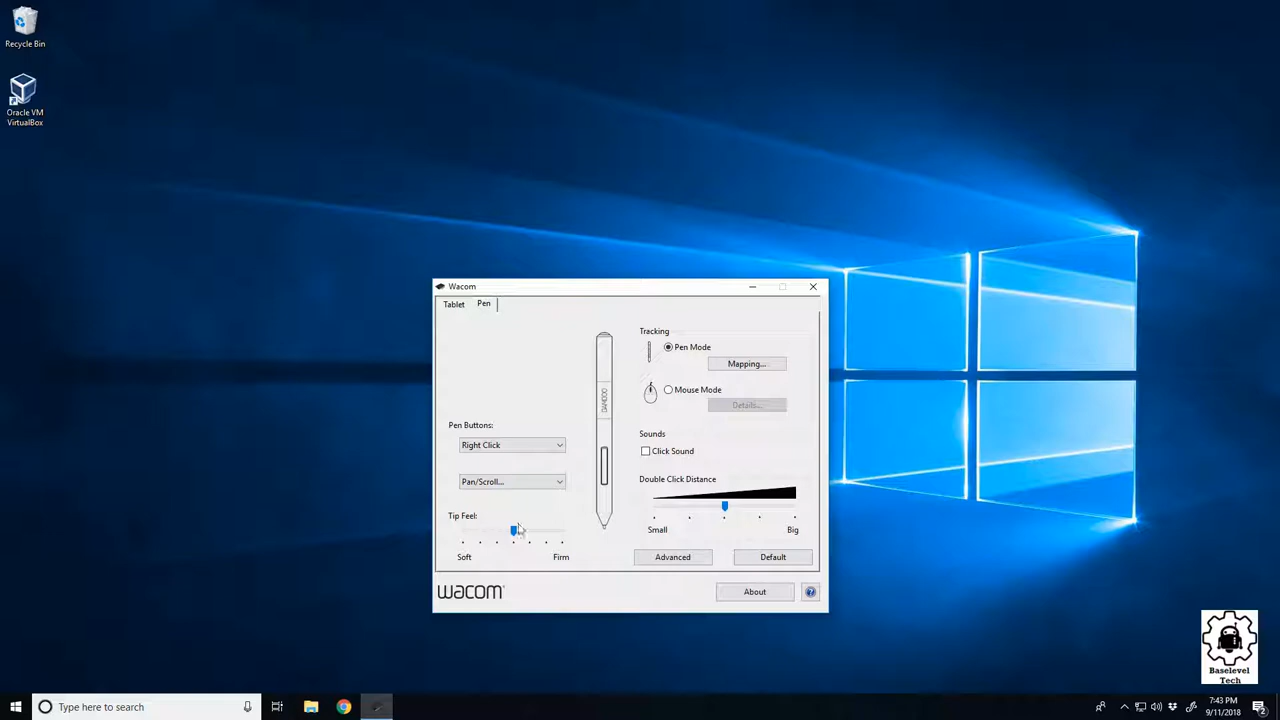 Recycle Bin
Oracle VM
VirtualBox
Wacom
Tablet
Pen
Tracking
Pen Mode
Mapping...
BAMBOO
Mouse Mode
Details...
Pen Buttons:
Sounds
Right Click
Click Sound
Pan/Scroll...
Double Click Distance
Tip Feel:
Small
Big
Soft
Firm
Advanced
Default
wacom
About
?
Baselevel
Tech
Type here to search
7:43 PM
9/11/2018
2